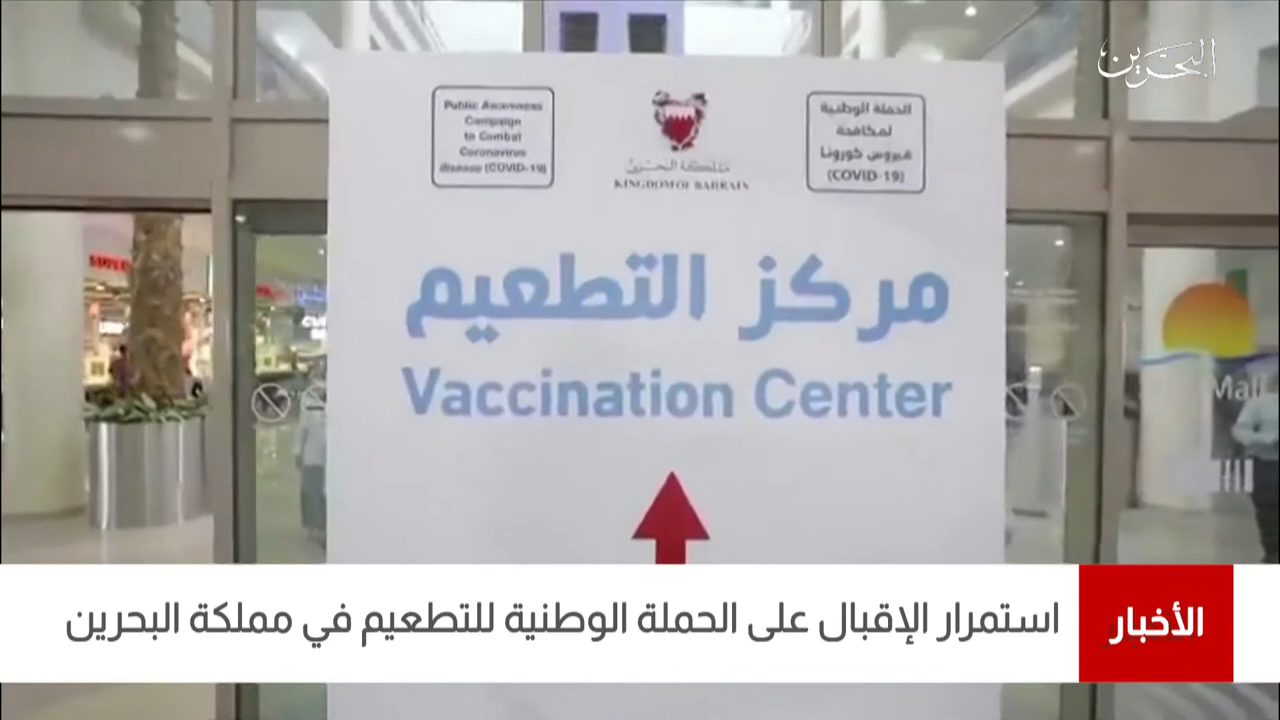 البحرين
Public Awareness
Campaign
to Combat
Coronavirus
disease (COVID-19)
مملكة البحرين
KINGDOM OF BAHRAIN
الحملة الوطنية
لمكافحة
فيروس كورونا
(COVID-19)
مركز التطعيم
Vaccination Center
Mall
الأخبار
استمرار الإقبال على الحملة الوطنية للتطعيم في مملكة البحرين